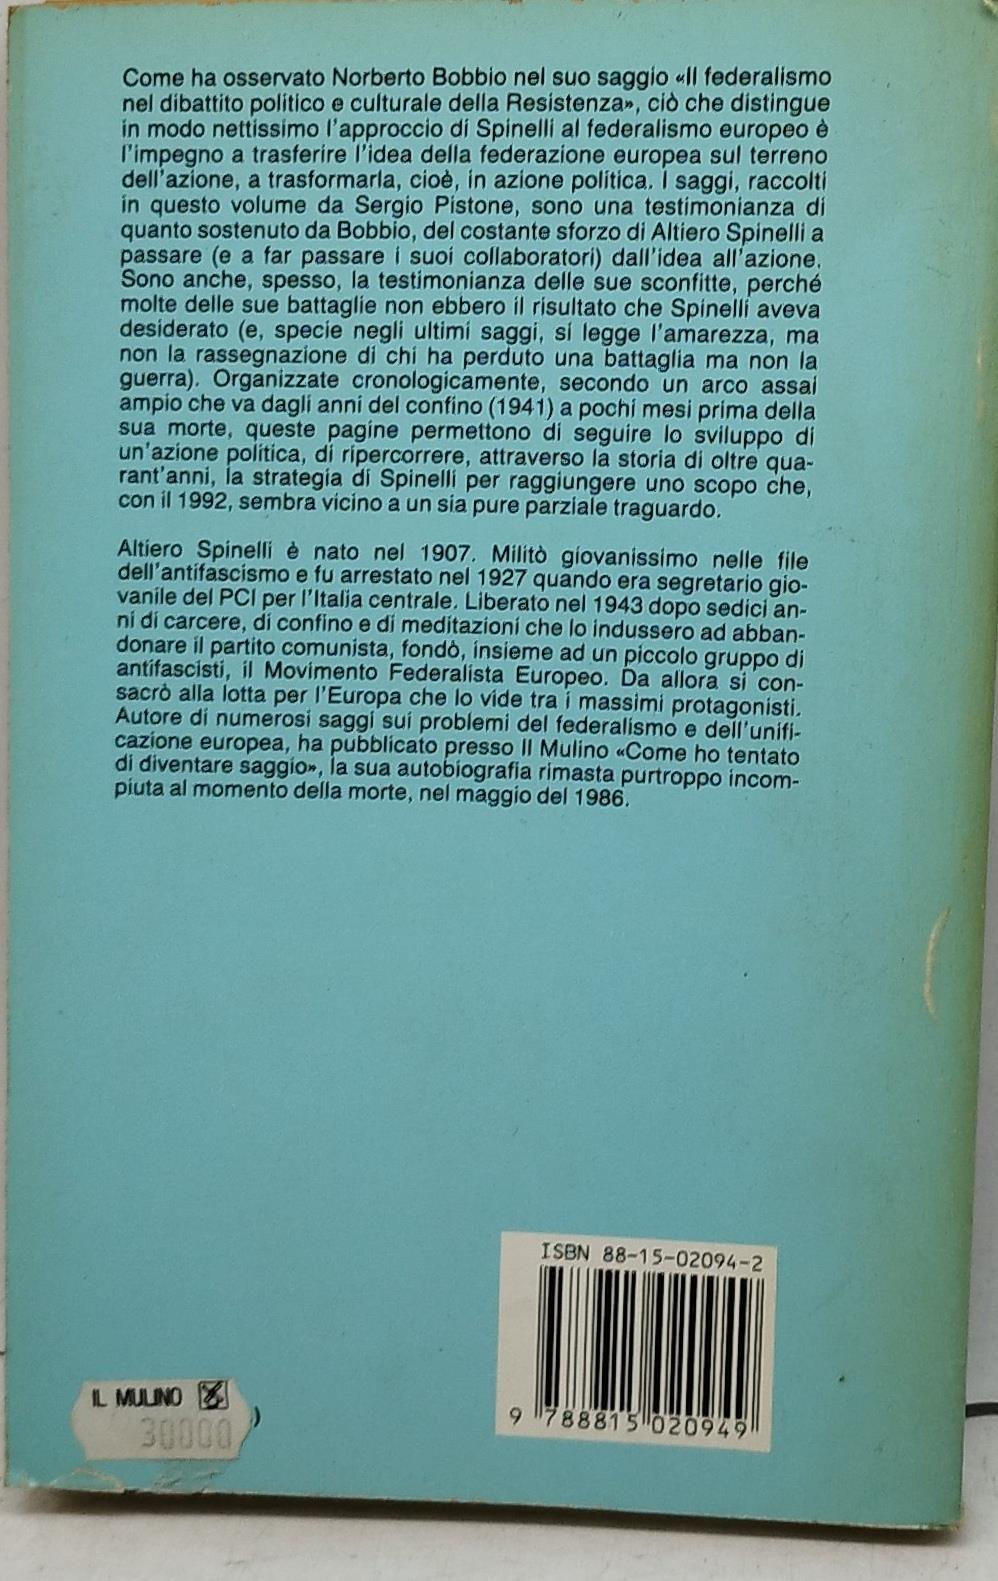 Come ha osservato Norberto Bobbio nel suo saggio «Il federalismo
nel dibattito politico e culturale della Resistenza», ciò che distingue
in modo nettissimo l'approccio di Spinelli al federalismo europeo è
l'impegno a trasferire l'idea della federazione europea sul terreno
dell'azione, a trasformarla, cioè, in azione politica. I saggi, raccolti
in questo volume da Sergio Pistone, sono una testimonianza di
quanto sostenuto da Bobbio, del costante sforzo di Altiero Spinelli a
passare (e a far passare i suoi collaboratori) dall'idea all'azione.
Sono anche, spesso, la testimonianza delle sue sconfitte, perché
molte delle sue battaglie non ebbero il risultato che Spinelli aveva
desiderato (e, specie negli ultimi saggi, si legge l'amarezza, ma
non la rassegnazione di chi ha perduto una battaglia ma non la
guerra). Organizzate cronologicamente, secondo un arco assai
ampio che va dagli anni del confino (1941) a pochi mesi prima della
sua morte, queste pagine permettono di seguire lo sviluppo di
un'azione politica, di ripercorrere, attraverso la storia di oltre qua-
rant'anni, la strategia di Spinelli per raggiungere uno scopo che,
con il 1992, sembra vicino a un sia pure parziale traguardo.
Altiero Spinelli è nato nel 1907. Militò giovanissimo nelle file
dell'antifascismo e fu arrestato nel 1927 quando era segretario gio-
vanile del PCI per l'Italia centrale. Liberato nel 1943 dopo sedici an-
ni di carcere, di confino e di meditazioni che lo indussero ad abban-
donare il partito comunista, fondò, insieme ad un piccolo gruppo di
antifascisti, il Movimento Federalista Europeo. Da allora si con-
sacrò alla lotta per l'Europa che lo vide tra i massimi protagonisti.
Autore di numerosi saggi sui problemi del federalismo e dell'unifi-
cazione europea, ha pubblicato presso Il Mulino «Come ho tentato
di diventare saggio», la sua autobiografia rimasta purtroppo incom-
piuta al momento della morte, nel maggio del 1986.
ISBN 88-15-02094-2
9 788815 020949
IL MULINO
30000
)